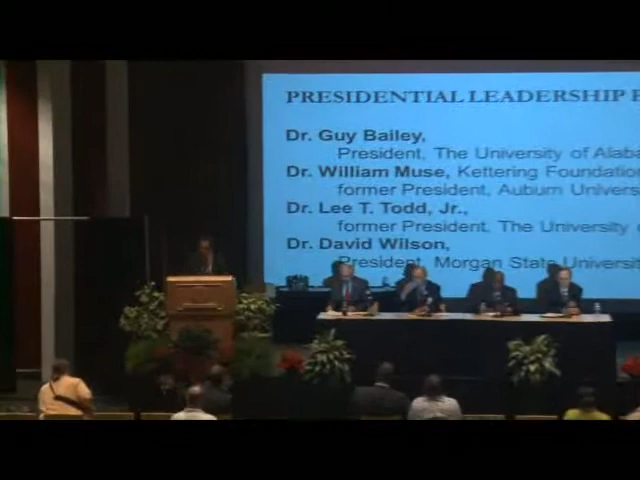 PRESIDENTIAL LEADERSHIP P
Dr. Guy Bailey,
President, The University of Alaba
Dr. William Muse, Kettering Foundation
former President, Auburn Univers
Dr. Lee T. Todd, Jr.,
former President, The University o
Dr. David Wilson,
President, Morgan State Universi